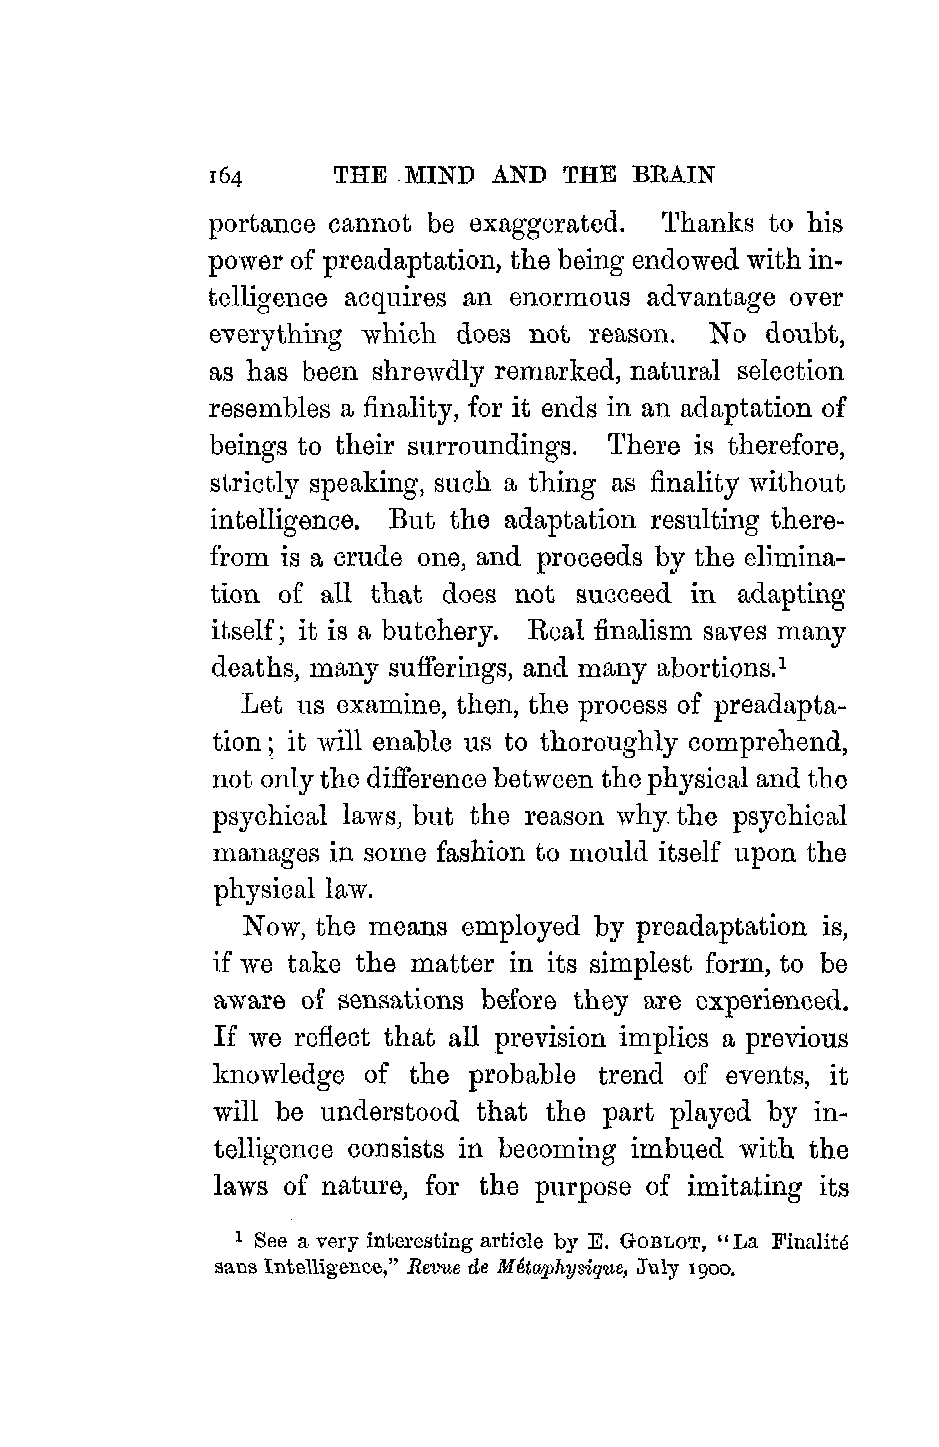 164 THE MIND AND THE BRAIN
portance cannot be exaggerated. Thanks to his
power of preadaptation, the being endowed with in-
telligence acquires an enormous advantage over
everything which does not reason. No doubt,
as has been shrewdly remarked, natural selection
resembles a finality, for it ends in an adaptation of
beings to their surroundings. There is therefore,
strictly speaking, such a thing as finality without
intelligence. But the adaptation resulting there-
from is a crude one, and proceeds by the elimina-
tion of all that does not succeed in adapting
itself; it is a butchery. Real finalism saves many
deaths, many sufferings, and many abortions.¹
Let us examine, then, the process of preadapta-
tion; it will enable us to thoroughly comprehend,
not only the difference between the physical and the
psychical laws, but the reason why the psychical
manages in some fashion to mould itself upon the
physical law.
Now, the means employed by preadaptation is,
if we take the matter in its simplest form, to be
aware of sensations before they are experienced.
If we reflect that all prevision implies a previous
knowledge of the probable trend of events, it
will be understood that the part played by in-
telligence consists in becoming imbued with the
laws of nature, for the purpose of imitating its
¹ See a very interesting article by E. GOBLOT, "La Finalité
sans Intelligence," Revue de Métaphysique, July 1900.